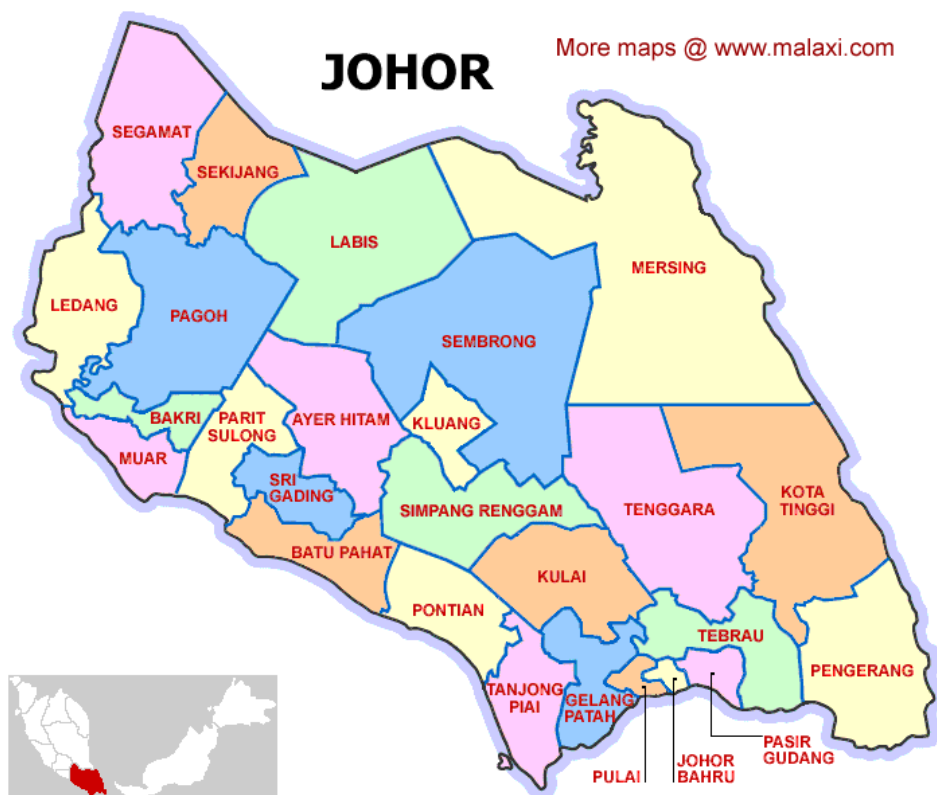 JOHOR
More maps @ www.malaxi.com
SEGAMAT
SEKIJANG
LABIS
MERSING
LEDANG
PAGOH
SEMBRONG
BAKRI
PARIT
SULONG
AYER HITAM
KLUANG
MUAR
SRI
GADING
SIMPANG RENGGAM
TENGGARA
KOTA
TINGGI
BATU PAHAT
KULAI
PONTIAN
TEBRAU
PENGERANG
TANJONG
PIAI
GELANG
PATAH
PULAI
JOHOR
BAHRU
PASIR
GUDANG